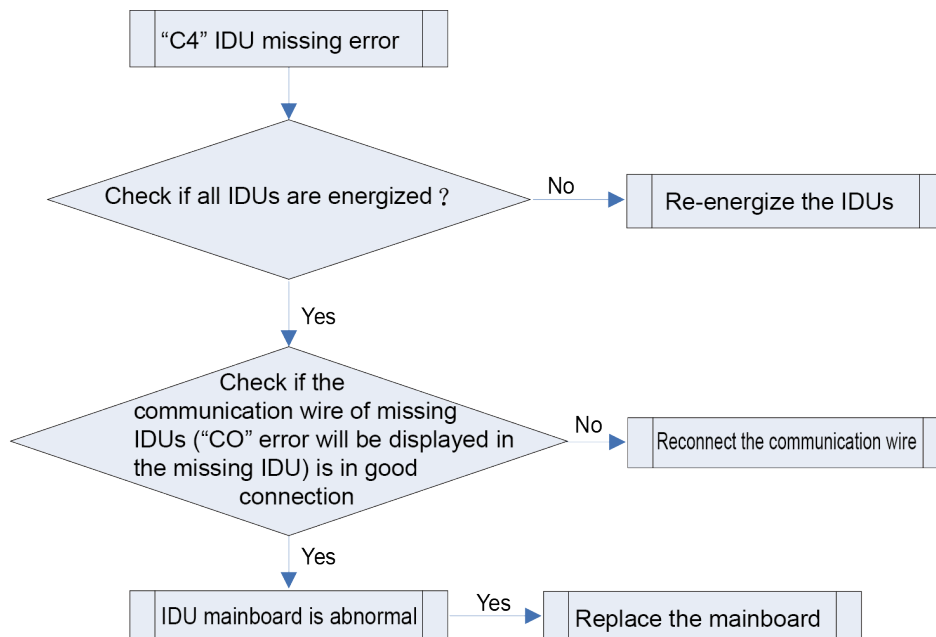 “C4” IDU missing error
Check if all IDUs are energized？
No
Re-energize the IDUs
Yes
Check if the
communication wire of missing
IDUs (“CO” error will be displayed in
the missing IDU) is in good
connection
No
Reconnect the communication wire
Yes
IDU mainboard is abnormal
Yes
Replace the mainboard